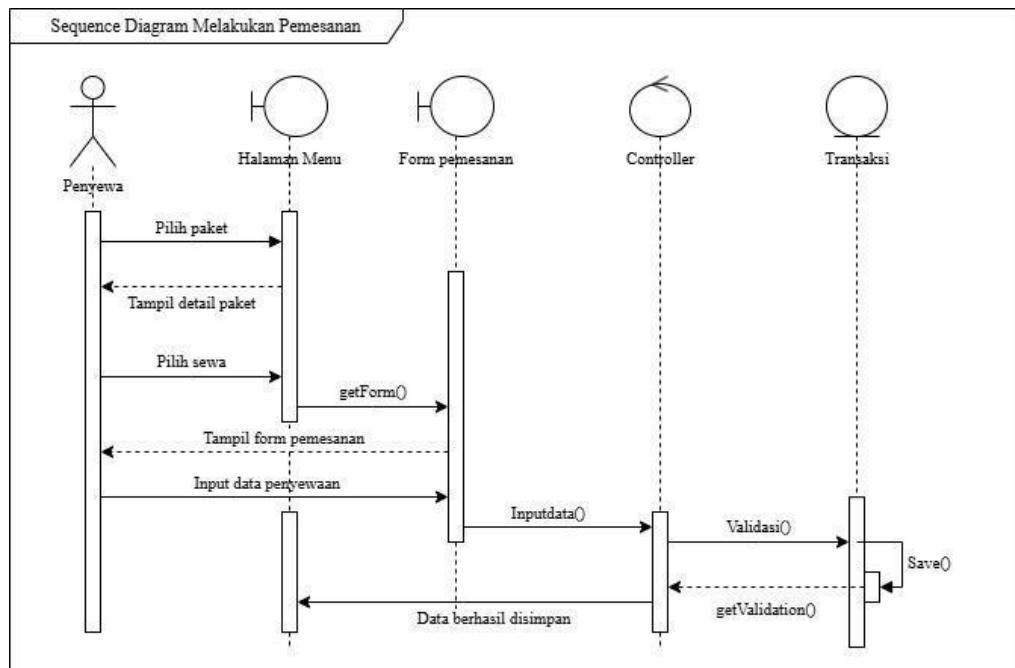 Sequence Diagram Melakukan Pemesanan
Penyewa
Halaman Menu
Form pemesanan
Controller
Transaksi
Pilih paket
Tampil detail paket
Pilih sewa
getForm()
Tampil form pemesanan
Input data penyewaan
Inputdata()
Validasi()
Save()
getValidation()
Data berhasil disimpan